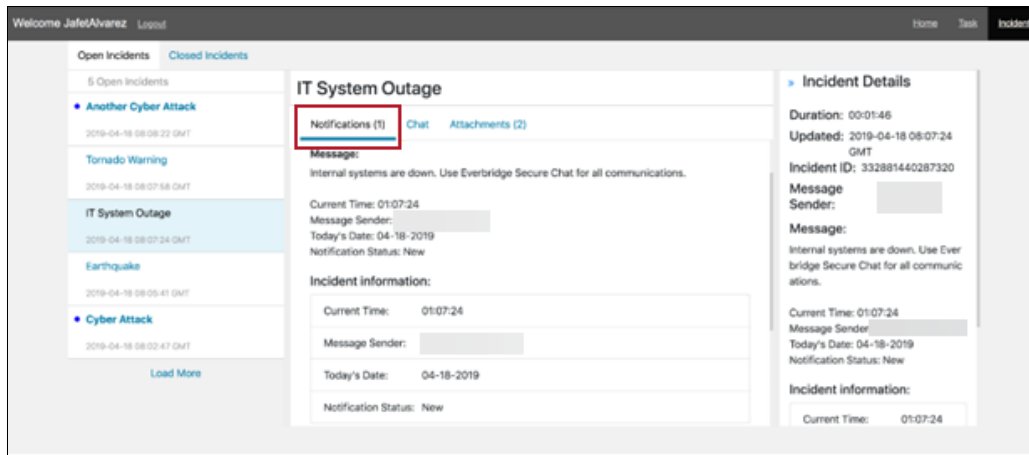 Welcome JafetAlvarez Logout Home Task Incident
Open Incidents Closed Incidents
5 Open Incidents
Another Cyber Attack
2019-04-18 08:08:22 GMT
Tornado Warning
2019-04-18 08:07:58 GMT
IT System Outage
2019-04-18 08:07:24 GMT
Earthquake
2019-04-18 08:05:41 GMT
Cyber Attack
2019-04-18 08:02:47 GMT
Load More
IT System Outage
Notifications (1) Chat Attachments (2)
Message:
Internal systems are down. Use Everbridge Secure Chat for all communications.
Current Time: 01:07:24
Message Sender:
Today's Date: 04-18-2019
Notification Status: New
Incident information:
Current Time: 01:07:24
Message Sender:
Today's Date: 04-18-2019
Notification Status: New
» Incident Details
Duration: 00:01:46
Updated: 2019-04-18 08:07:24
GMT
Incident ID: 332881440287320
Message
Sender:
Message:
Internal systems are down. Use Ever
bridge Secure Chat for all communic
ations.
Current Time: 01:07:24
Message Sender
Today's Date: 04-18-2019
Notification Status: New
Incident information:
Current Time: 01:07:24